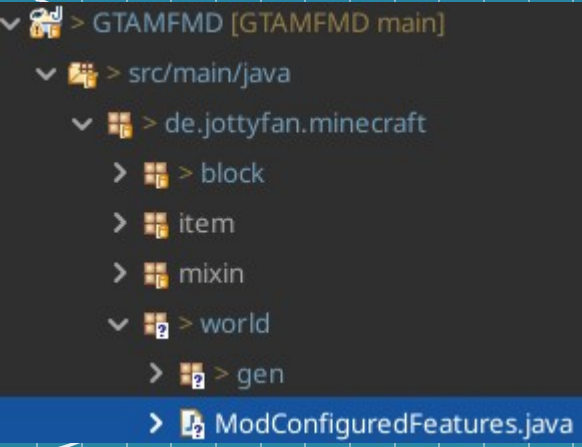 > GTAMFMD [GTAMFMD main]
> src/main/java
> de.jottyfan.minecraft
> block
item
mixin
> world
> gen
ModConfiguredFeatures.java